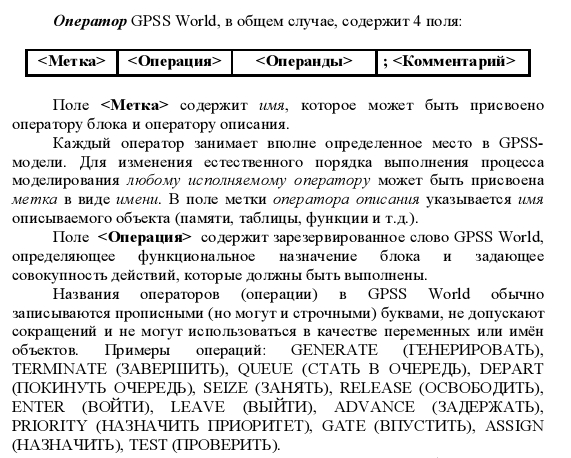 Оператор GPSS World, в общем случае, содержит 4 поля:
<Метка> <Операция> <Операнды> ; <Комментарий>
Поле <Метка> содержит имя, которое может быть присвоено
оператору блока и оператору описания.
Каждый оператор занимает вполне определенное место в GPSS-
модели. Для изменения естественного порядка выполнения процесса
моделирования любому исполняемому оператору может быть присвоена
метка в виде имени. В поле метки оператора описания указывается имя
описываемого объекта (памяти, таблицы, функции и т.д.).
Поле <Операция> содержит зарезервированное слово GPSS World,
определяющее функциональное назначение блока и задающее
совокупность действий, которые должны быть выполнены.
Названия операторов (операции) в GPSS World обычно
записываются прописными (но могут и строчными) буквами, не допускают
сокращений и не могут использоваться в качестве переменных или имён
объектов. Примеры операций: GENERATE (ГЕНЕРИРОВАТЬ),
TERMINATE (ЗАВЕРШИТЬ), QUEUE (СТАТЬ В ОЧЕРЕДЬ), DEPART
(ПОКИНУТЬ ОЧЕРЕДЬ), SEIZE (ЗАНЯТЬ), RELEASE (ОСВОБОДИТЬ),
ENTER (ВОЙТИ), LEAVE (ВЫЙТИ), ADVANCE (ЗАДЕРЖАТЬ),
PRIORITY (НАЗНАЧИТЬ ПРИОРИТЕТ), GATE (ВПУСТИТЬ), ASSIGN
(НАЗНАЧИТЬ), TEST (ПРОВЕРИТЬ).